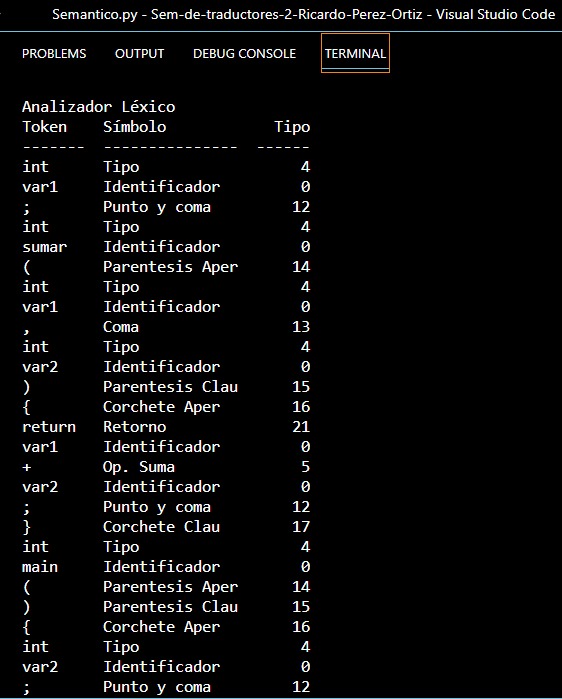 Semantico.py - Sem-de-traductores-2-Ricardo-Perez-Ortiz - Visual Studio Code
PROBLEMS OUTPUT DEBUG CONSOLE TERMINAL
Analizador Léxico
Token Símbolo Tipo
------- --------------- ------
int Tipo 4
var1 Identificador 0
; Punto y coma 12
int Tipo 4
sumar Identificador 0
( Parentesis Aper 14
int Tipo 4
var1 Identificador 0
, Coma 13
int Tipo 4
var2 Identificador 0
) Parentesis Clau 15
{ Corchete Aper 16
return Retorno 21
var1 Identificador 0
+ Op. Suma 5
var2 Identificador 0
; Punto y coma 12
} Corchete Clau 17
int Tipo 4
main Identificador 0
( Parentesis Aper 14
) Parentesis Clau 15
{ Corchete Aper 16
int Tipo 4
var2 Identificador 0
; Punto y coma 12